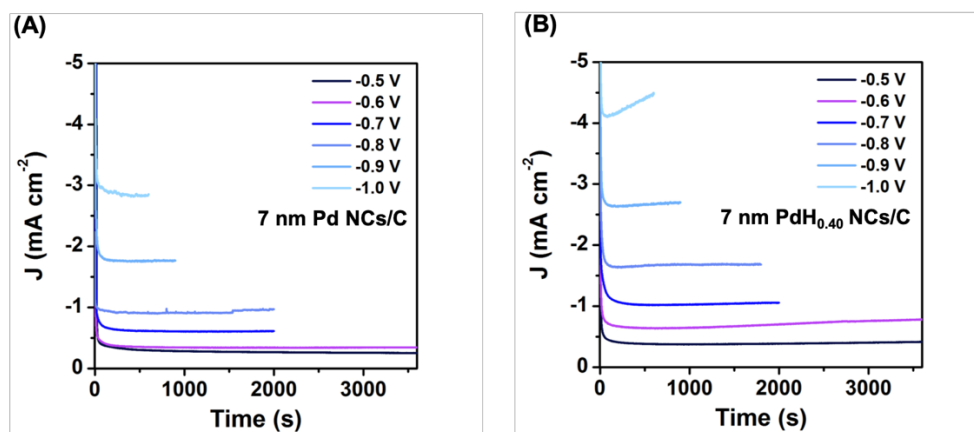 (A)
J (mA cm⁻²)
-5
-4
-3
-2
-1
0
-0.5 V
-0.6 V
-0.7 V
-0.8 V
-0.9 V
-1.0 V
7 nm Pd NCs/C
0 1000 2000 3000
Time (s)
(B)
J (mA cm⁻²)
-5
-4
-3
-2
-1
0
-0.5 V
-0.6 V
-0.7 V
-0.8 V
-0.9 V
-1.0 V
7 nm PdH₀.₄₀ NCs/C
0 1000 2000 3000
Time (s)